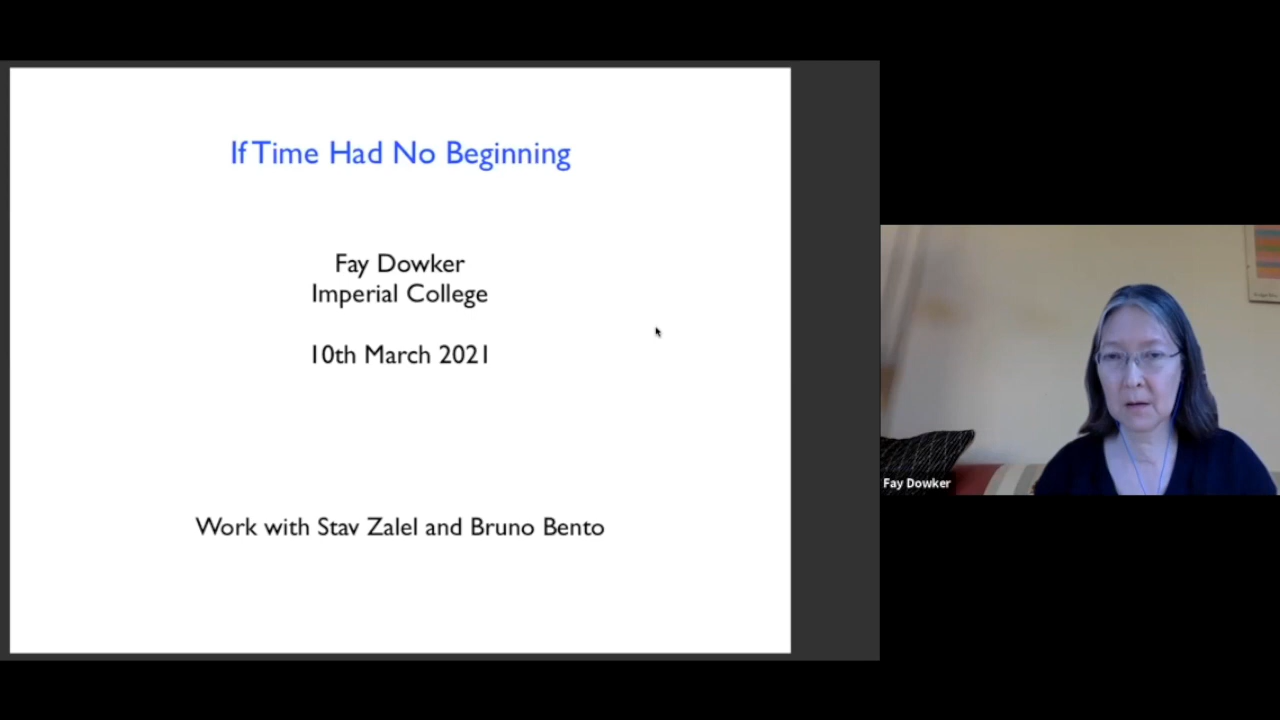 If Time Had No Beginning
Fay Dowker
Imperial College
10th March 2021
Work with Stav Zalel and Bruno Bento
Fay Dowker